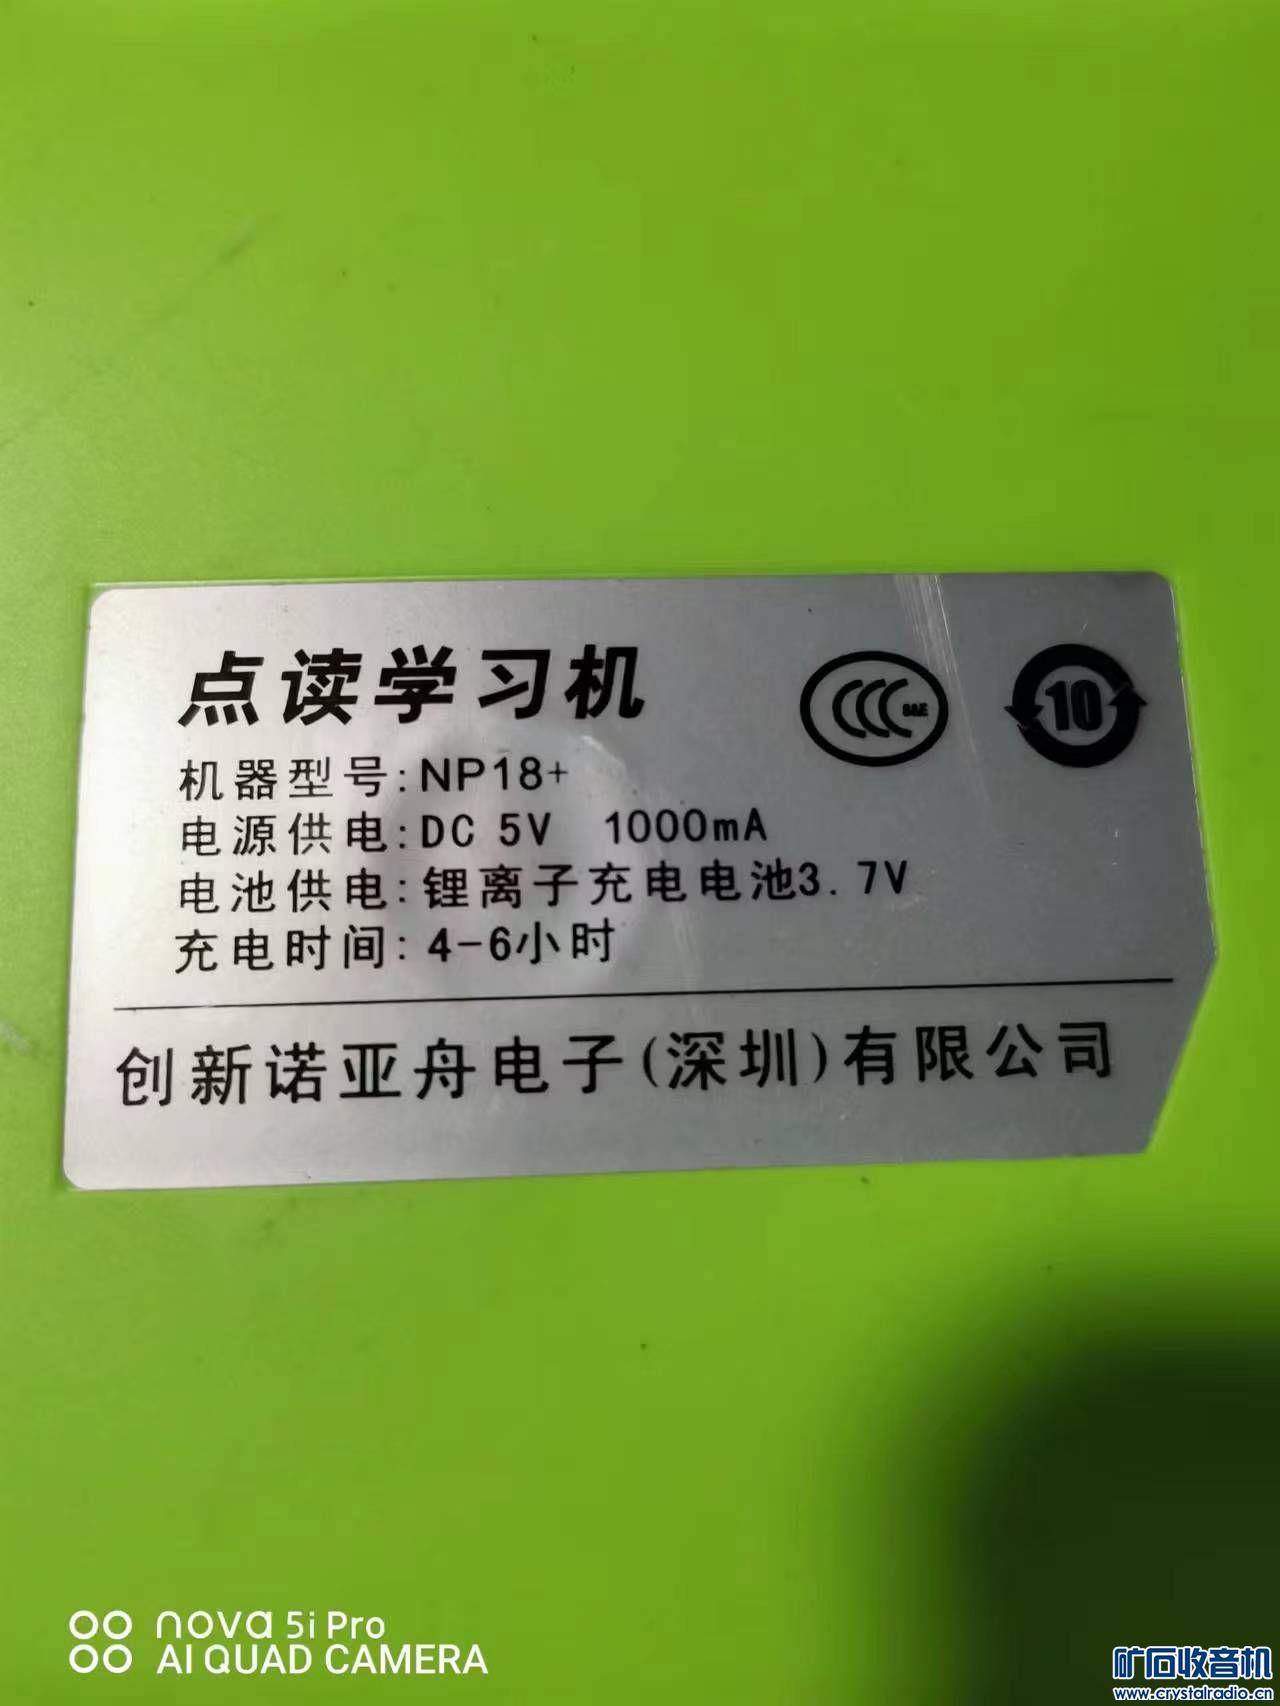 点读学习机
CCC S&E
10
机器型号: NP18+
电源供电: DC 5V 1000mA
电池供电: 锂离子充电电池3.7V
充电时间: 4-6小时
创新诺亚舟电子(深圳)有限公司
nova 5i Pro
AI QUAD CAMERA
矿石收音机
www.crystalradio.cn